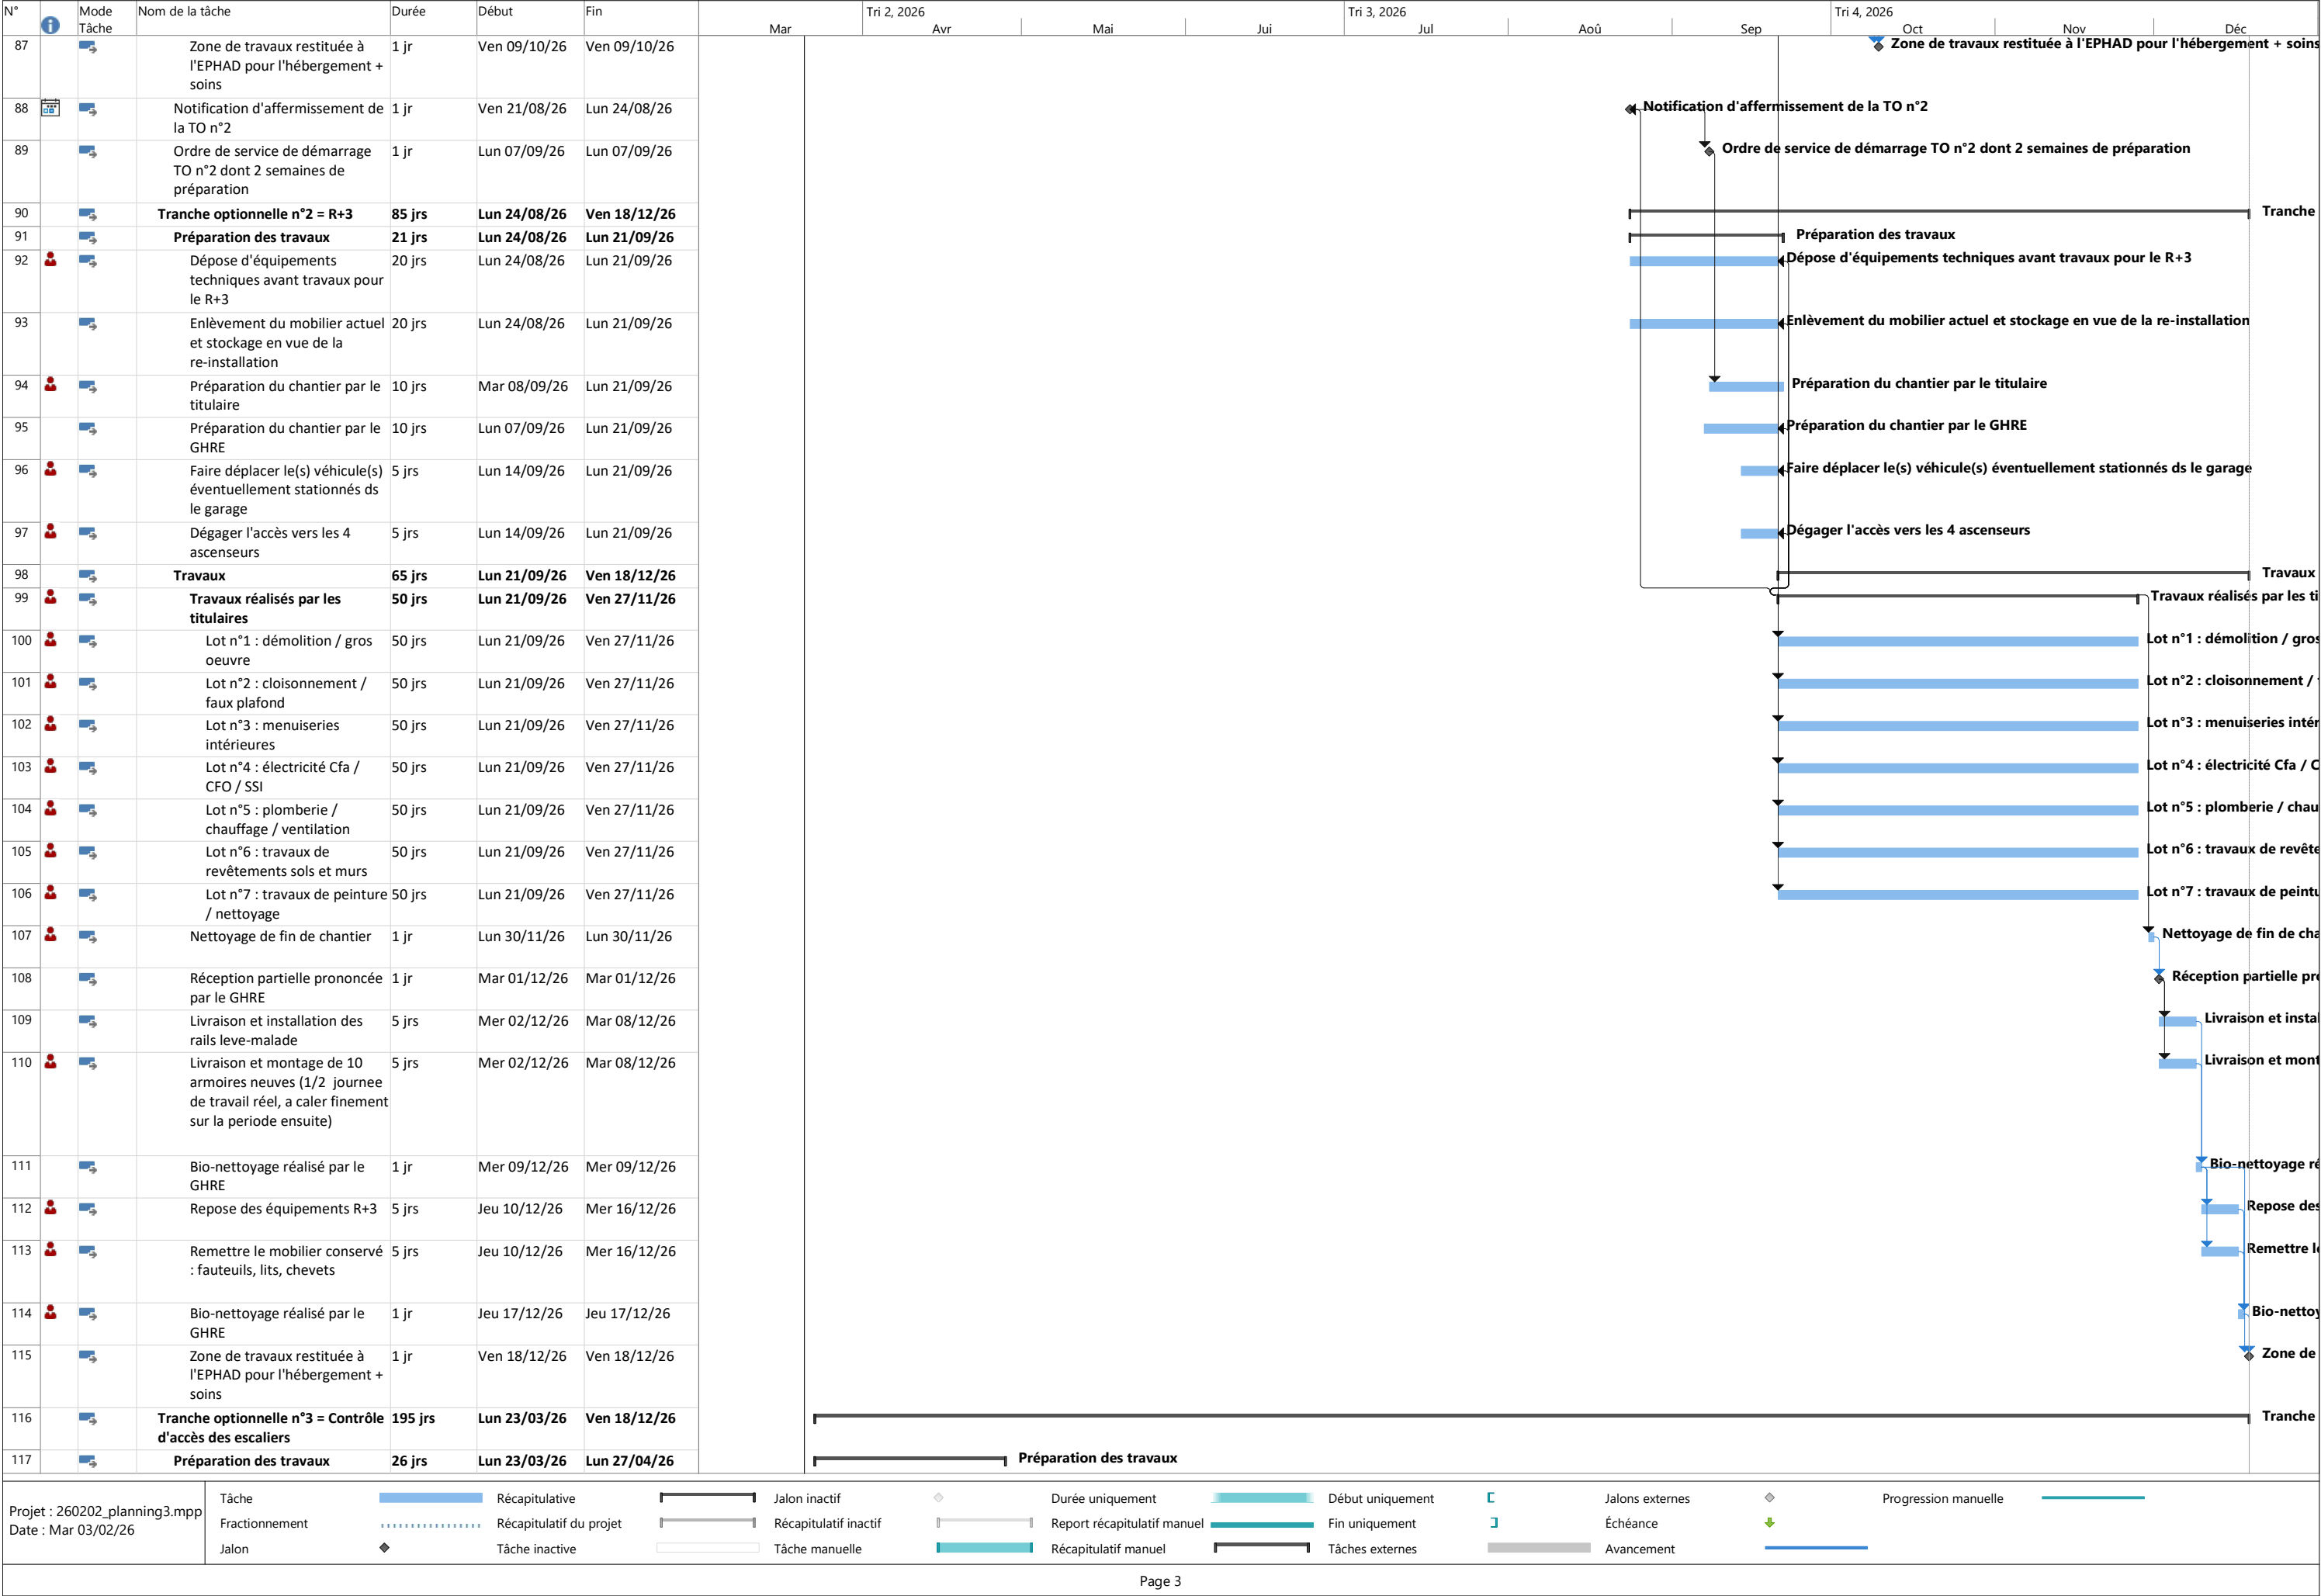 N° Mode Nom de la tâche Durée Début Fin Tri 2, 2026 Tri 3, 2026 Tri 4, 2026
Tâche Mar Avr Mai Jui Jul Aoû Sep Oct Nov Déc
87 Zone de travaux restituée à 1 jr Ven 09/10/26 Ven 09/10/26 Zone de travaux restituée à l'EPHAD pour l'hébergement + soins
l'EPHAD pour l'hébergement +
soins
88 Notification d'affermissement de 1 jr Ven 21/08/26 Lun 24/08/26 Notification d'affermissement de la TO n°2
la TO n°2
89 Ordre de service de démarrage 1 jr Lun 07/09/26 Lun 07/09/26 Ordre de service de démarrage TO n°2 dont 2 semaines de préparation
TO n°2 dont 2 semaines de
préparation
90 Tranche optionnelle n°2 = R+3 85 jrs Lun 24/08/26 Ven 18/12/26 Tranche
91 Préparation des travaux 21 jrs Lun 24/08/26 Lun 21/09/26 Préparation des travaux
92 Dépose d'équipements 20 jrs Lun 24/08/26 Lun 21/09/26 Dépose d'équipements techniques avant travaux pour le R+3
techniques avant travaux pour
le R+3
93 Enlèvement du mobilier actuel 20 jrs Lun 24/08/26 Lun 21/09/26 Enlèvement du mobilier actuel et stockage en vue de la re-installation
et stockage en vue de la
re-installation
94 Préparation du chantier par le 10 jrs Mar 08/09/26 Lun 21/09/26 Préparation du chantier par le titulaire
titulaire
95 Préparation du chantier par le 10 jrs Lun 07/09/26 Lun 21/09/26 Préparation du chantier par le GHRE
GHRE
96 Faire déplacer le(s) véhicule(s) 5 jrs Lun 14/09/26 Lun 21/09/26 Faire déplacer le(s) véhicule(s) éventuellement stationnés ds le garage
éventuellement stationnés ds
le garage
97 Dégager l'accès vers les 4 5 jrs Lun 14/09/26 Lun 21/09/26 Dégager l'accès vers les 4 ascenseurs
ascenseurs
98 Travaux 65 jrs Lun 21/09/26 Ven 18/12/26 Travaux
99 Travaux réalisés par les 50 jrs Lun 21/09/26 Ven 27/11/26 Travaux réalisés par les ti
titulaires
100 Lot n°1 : démolition / gros 50 jrs Lun 21/09/26 Ven 27/11/26 Lot n°1 : démolition / gros
oeuvre
101 Lot n°2 : cloisonnement / 50 jrs Lun 21/09/26 Ven 27/11/26 Lot n°2 : cloisonnement /
faux plafond
102 Lot n°3 : menuiseries 50 jrs Lun 21/09/26 Ven 27/11/26 Lot n°3 : menuiseries intér
intérieures
103 Lot n°4 : électricité Cfa / 50 jrs Lun 21/09/26 Ven 27/11/26 Lot n°4 : électricité Cfa / C
CFO / SSI
104 Lot n°5 : plomberie / 50 jrs Lun 21/09/26 Ven 27/11/26 Lot n°5 : plomberie / chau
chauffage / ventilation
105 Lot n°6 : travaux de 50 jrs Lun 21/09/26 Ven 27/11/26 Lot n°6 : travaux de revête
revêtements sols et murs
106 Lot n°7 : travaux de peinture 50 jrs Lun 21/09/26 Ven 27/11/26 Lot n°7 : travaux de peintu
/ nettoyage
107 Nettoyage de fin de chantier 1 jr Lun 30/11/26 Lun 30/11/26 Nettoyage de fin de cha
108 Réception partielle prononcée 1 jr Mar 01/12/26 Mar 01/12/26 Réception partielle pro
par le GHRE
109 Livraison et installation des 5 jrs Mer 02/12/26 Mar 08/12/26 Livraison et instal
rails leve-malade
110 Livraison et montage de 10 5 jrs Mer 02/12/26 Mar 08/12/26 Livraison et mont
armoires neuves (1/2 journee
de travail réel, a caler finement
sur la periode ensuite)
111 Bio-nettoyage réalisé par le 1 jr Mer 09/12/26 Mer 09/12/26 Bio-nettoyage ré
GHRE
112 Repose des équipements R+3 5 jrs Jeu 10/12/26 Mer 16/12/26 Repose des
113 Remettre le mobilier conservé 5 jrs Jeu 10/12/26 Mer 16/12/26 Remettre le
: fauteuils, lits, chevets
114 Bio-nettoyage réalisé par le 1 jr Jeu 17/12/26 Jeu 17/12/26 Bio-nettoy
GHRE
115 Zone de travaux restituée à 1 jr Ven 18/12/26 Ven 18/12/26 Zone de
l'EPHAD pour l'hébergement +
soins
116 Tranche optionnelle n°3 = Contrôle 195 jrs Lun 23/03/26 Ven 18/12/26 Tranche
d'accès des escaliers
117 Préparation des travaux 26 jrs Lun 23/03/26 Lun 27/04/26 Préparation des travaux
Projet : 260202_planning3.mpp
Date : Mar 03/02/26
Tâche Récapitulative Jalon inactif Durée uniquement Début uniquement Jalons externes Progression manuelle
Fractionnement Récapitulatif du projet Récapitulatif inactif Report récapitulatif manuel Fin uniquement Échéance
Jalon Tâche inactive Tâche manuelle Récapitulatif manuel Tâches externes Avancement
Page 3